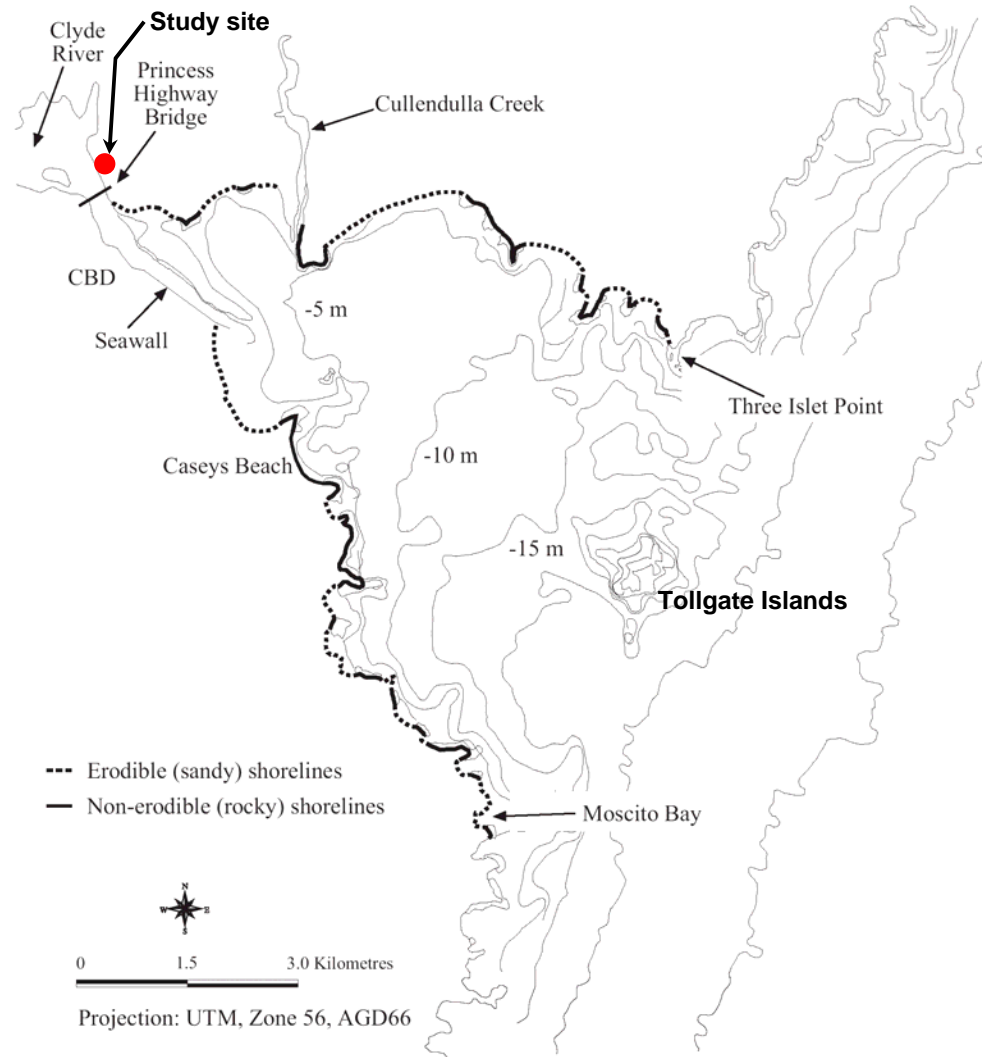 Clyde
River
Study site
Princess
Highway
Bridge
Cullendulla Creek
CBD
Seawall
-5 m
Three Islet Point
Caseys Beach
-10 m
-15 m
Tollgate Islands
Erodible (sandy) shorelines
Non-erodible (rocky) shorelines
Moscito Bay
N
W E
S
0 1.5 3.0 Kilometres
Projection: UTM, Zone 56, AGD66